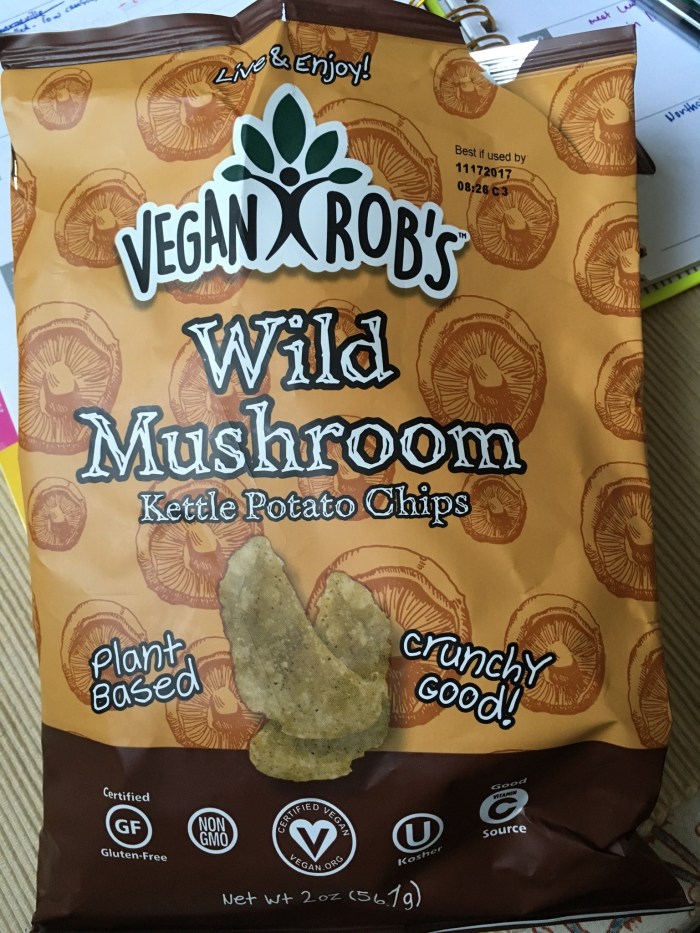 Live & Enjoy!
Best if used by
11172017
08:26 C3
VEGAN ROB'S™
Wild
Mushroom
Kettle Potato Chips
Plant
Based
crunchy
Good!
Certified
GF
Gluten-Free
NON
GMO
CERTIFIED VEGAN
V
VEGAN.ORG
U
Kosher
Good
VITAMIN
C
Source
Net Wt 2oz (56.7g)